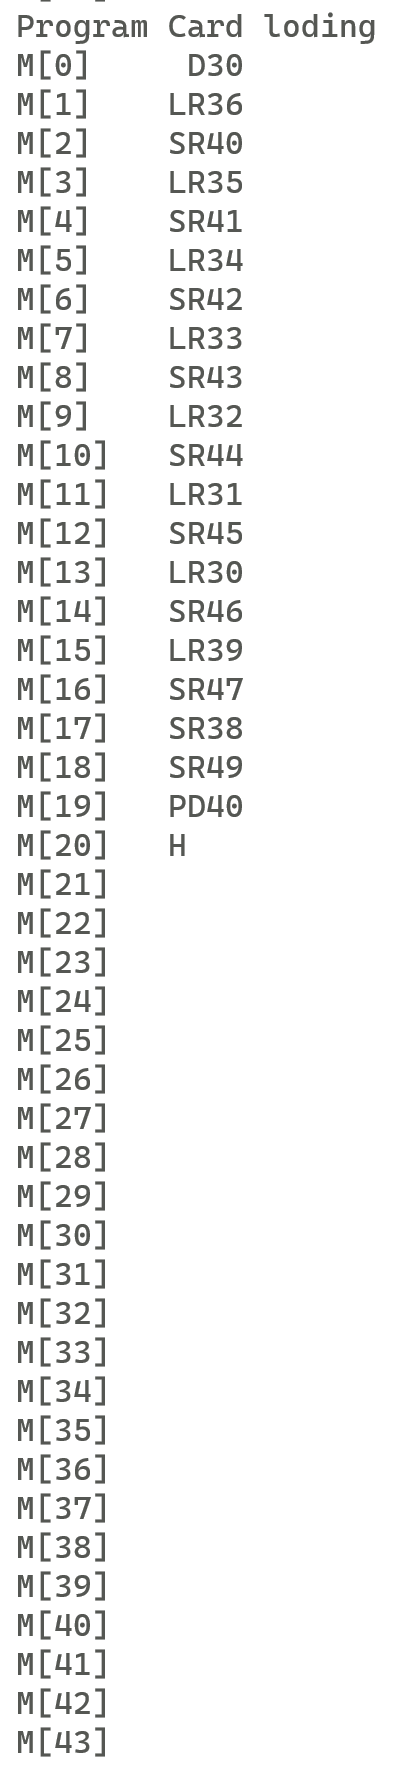 Program Card loding
M[0]     D30
M[1]    LR36
M[2]    SR40
M[3]    LR35
M[4]    SR41
M[5]    LR34
M[6]    SR42
M[7]    LR33
M[8]    SR43
M[9]    LR32
M[10]   SR44
M[11]   LR31
M[12]   SR45
M[13]   LR30
M[14]   SR46
M[15]   LR39
M[16]   SR47
M[17]   SR38
M[18]   SR49
M[19]   PD40
M[20]   H
M[21]
M[22]
M[23]
M[24]
M[25]
M[26]
M[27]
M[28]
M[29]
M[30]
M[31]
M[32]
M[33]
M[34]
M[35]
M[36]
M[37]
M[38]
M[39]
M[40]
M[41]
M[42]
M[43]